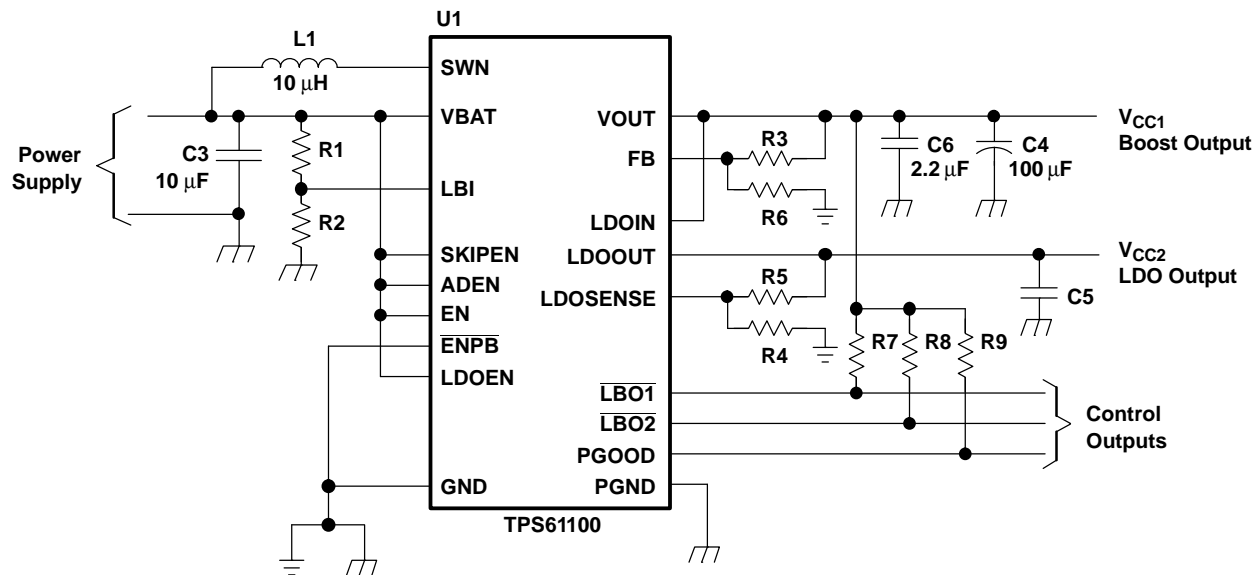 U1
L1
10 μH
SWN
VBAT
VOUT
VCC1
Boost Output
Power
Supply
C3
10 μF
R1
R3
C6
2.2 μF
C4
100 μF
FB
LBI
R2
R6
LDOIN
SKIPEN
LDOOUT
VCC2
LDO Output
ADEN
R5
LDOSENSE
C5
EN
R4
R7
R8
R9
ENPB
LDOEN
LBO1
LBO2
Control
Outputs
PGOOD
GND
PGND
TPS61100